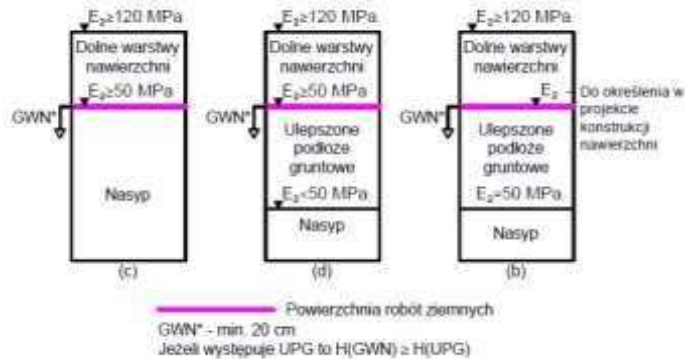 E₂≥120 MPa
Dolne warstwy
nawierzchni
E₂≥50 MPa
GWN*
Nasyp
(c)
E₂≥120 MPa
Dolne warstwy
nawierzchni
E₂≥50 MPa
GWN*
Ulepszone
podłoże
gruntowe
E₂<50 MPa
Nasyp
(d)
E₂≥120 MPa
Dolne warstwy
nawierzchni
E₂
GWN*
Ulepszone
podłoże
gruntowe
E₂=50 MPa
Nasyp
(b)
Do określenia w
projekcie
konstrukcji
nawierzchni
Powierzchnia robót ziemnych
GWN* - min. 20 cm
Jeżeli występuje UPG to H(GWN) ≥ H(UPG)